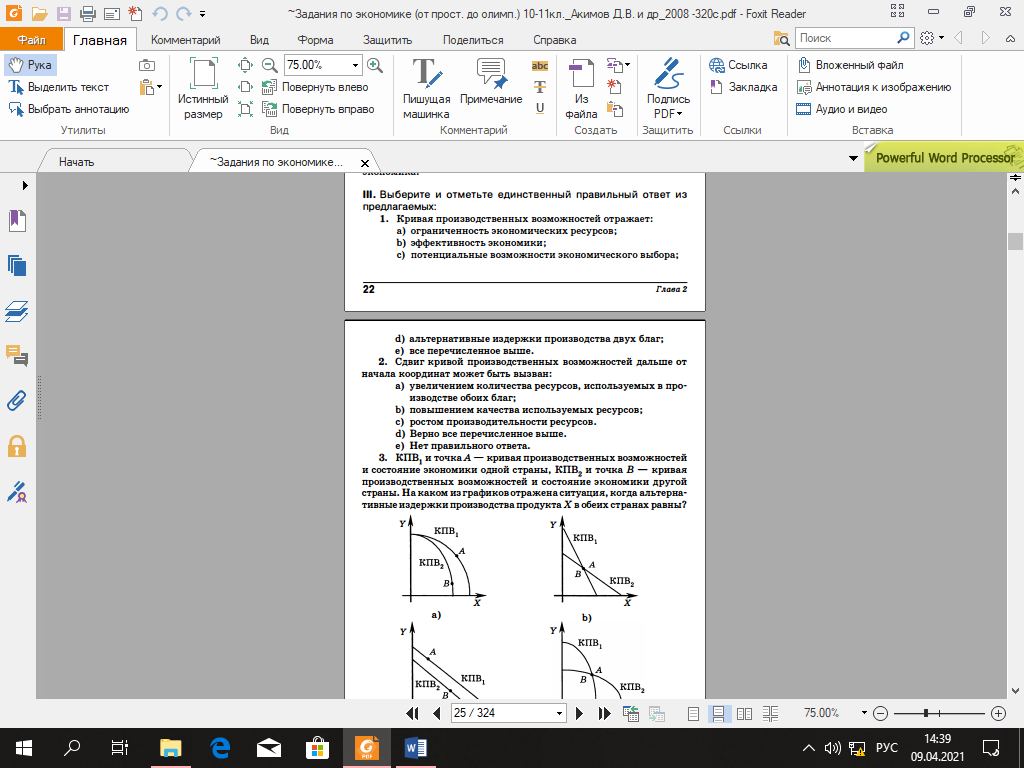 ~Задания по экономике (от прост. до олимп.) 10-11кл._Акимов Д.В. и др_2008 -320с.pdf - Foxit Reader
Файл Главная Комментарий Вид Форма Защитить Поделиться Справка Поиск
Рука
Выделить текст
Выбрать аннотацию
Утилиты
Истинный размер
75.00%
Повернуть влево
Повернуть вправо
Вид
Пишущая машинка
Примечание
abc
T
U
Комментарий
Из файла
Создать
Подпись PDF
Защитить
Ссылка
Закладка
Ссылки
Вложенный файл
Аннотация к изображению
Аудио и видео
Вставка
Начать
~Задания по экономике...
Powerful Word Processor
III. Выберите и отметьте единственный правильный ответ из
предлагаемых:
1. Кривая производственных возможностей отражает:
a) ограниченность экономических ресурсов;
b) эффективность экономики;
c) потенциальные возможности экономического выбора;
22 Глава 2
d) альтернативные издержки производства двух благ;
e) все перечисленное выше.
2. Сдвиг кривой производственных возможностей дальше от
начала координат может быть вызван:
a) увеличением количества ресурсов, используемых в про-
изводстве обоих благ;
b) повышением качества используемых ресурсов;
c) ростом производительности ресурсов.
d) Верно все перечисленное выше.
e) Нет правильного ответа.
3. КПВ1 и точка A — кривая производственных возможностей
и состояние экономики одной страны, КПВ2 и точка B — кривая
производственных возможностей и состояние экономики другой
страны. На каком из графиков отражена ситуация, когда альтерна-
тивные издержки производства продукта X в обеих странах равны?
Y КПВ1 A КПВ2 B X
a)
Y КПВ1 A B КПВ2 X
b)
Y A КПВ1 КПВ2 B
Y КПВ1 A B КПВ2
25 / 324
75.00%
РУС
14:39
09.04.2021